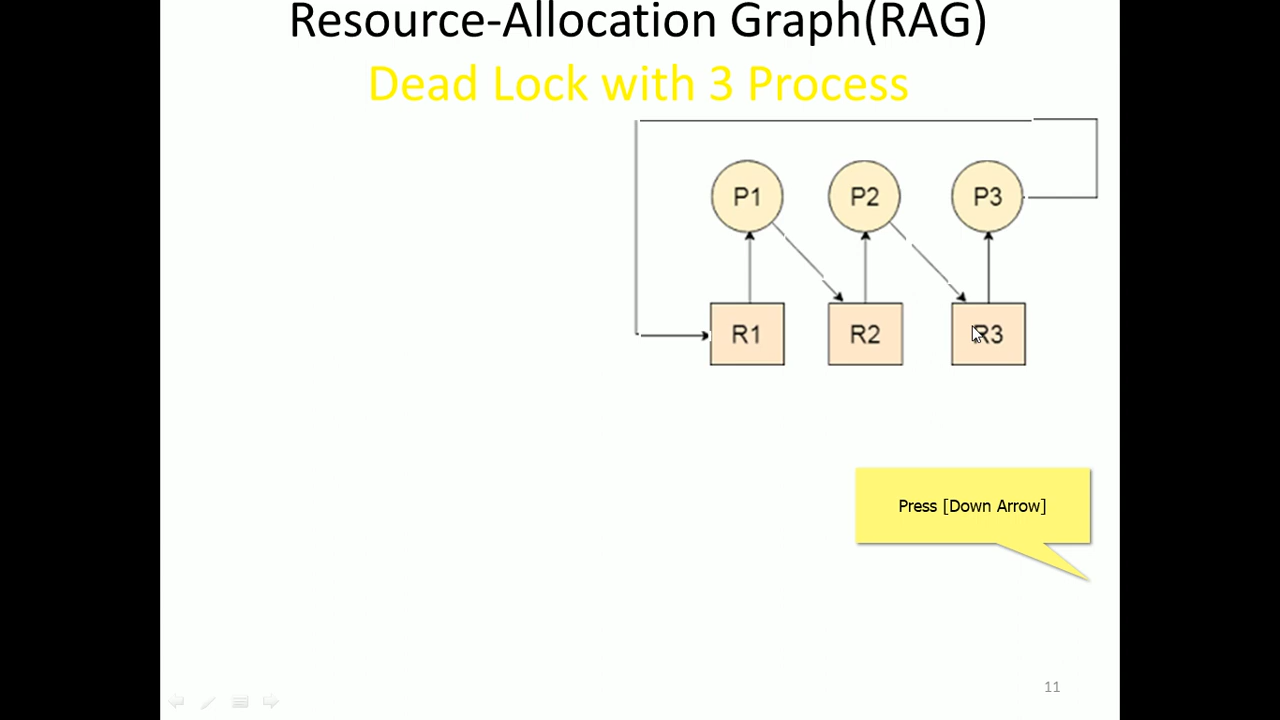 Resource-Allocation Graph(RAG)
Dead Lock with 3 Process
P1 P2 P3
R1 R2 R3
Press [Down Arrow]
11